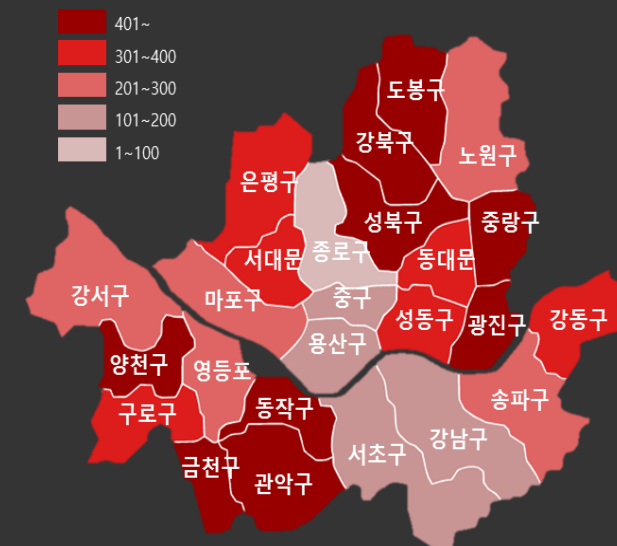 401~
301~400
201~300
101~200
1~100
도봉구
강북구
노원구
은평구
성북구
중랑구
종로구
서대문
동대문
강서구
마포구
중구
성동구
광진구
강동구
용산구
양천구
영등포
송파구
구로구
동작구
강남구
서초구
금천구
관악구